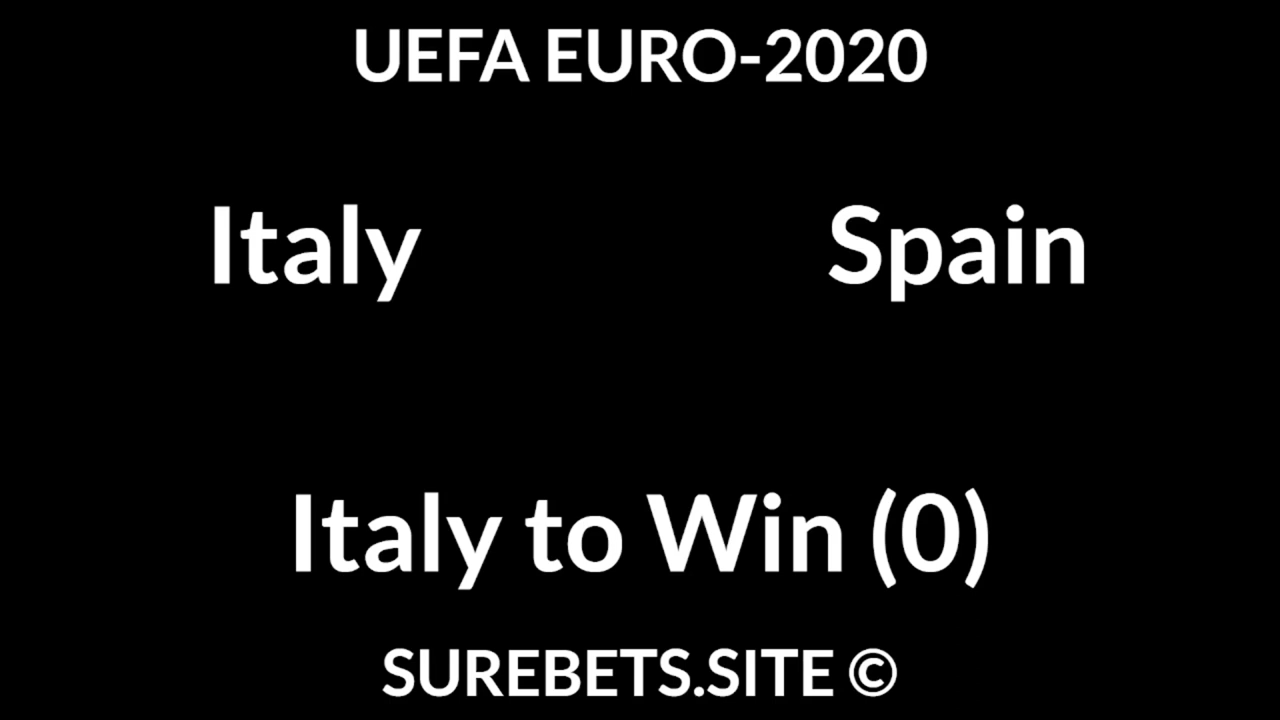 UEFA EURO-2020
Italy Spain
Italy to Win (0)
SUREBETS.SITE ©